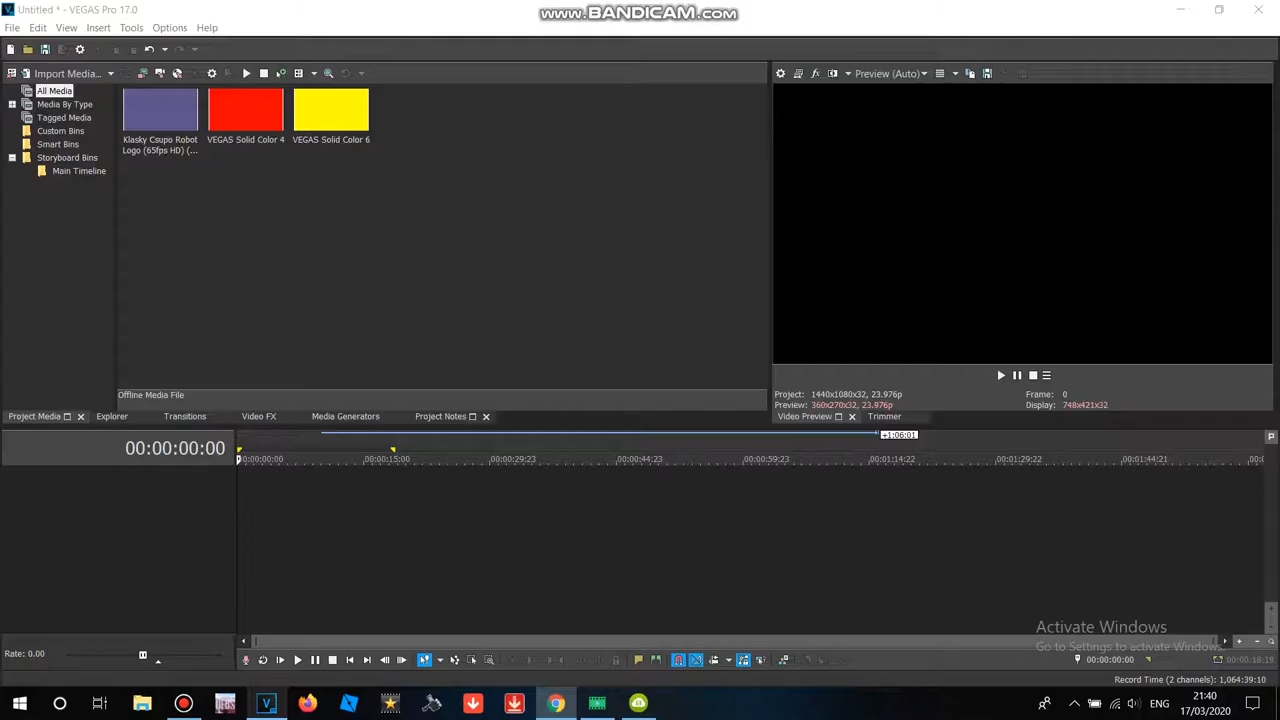 Untitled * - VEGAS Pro 17.0
www.BANDICAM.com
File Edit View Insert Tools Options Help
Import Media...
Preview (Auto)
All Media
Media By Type
Tagged Media
Custom Bins
Smart Bins
Storyboard Bins
Main Timeline
Klasky Csupo Robot
Logo (65fps HD) (...
VEGAS Solid Color 4
VEGAS Solid Color 6
Offline Media File
Project: 1440x1080x32, 23.976p
Frame: 0
Preview: 360x270x32, 23.976p
Display: 748x421x32
Project Media Explorer Transitions Video FX Media Generators Project Notes
Video Preview Trimmer
00:00:00:00
+1:06:01
00:00:00:00 00:00:15:00 00:00:29:23 00:00:44:23 00:00:59:23 00:01:14:22 00:01:29:22 00:01:44:21
Rate: 0.00
Activate Windows
Go to Settings to activate Windows.
00:00:00:00
00:00:18:19
Record Time (2 channels): 1,064:39:10
ENG
21:40
17/03/2020